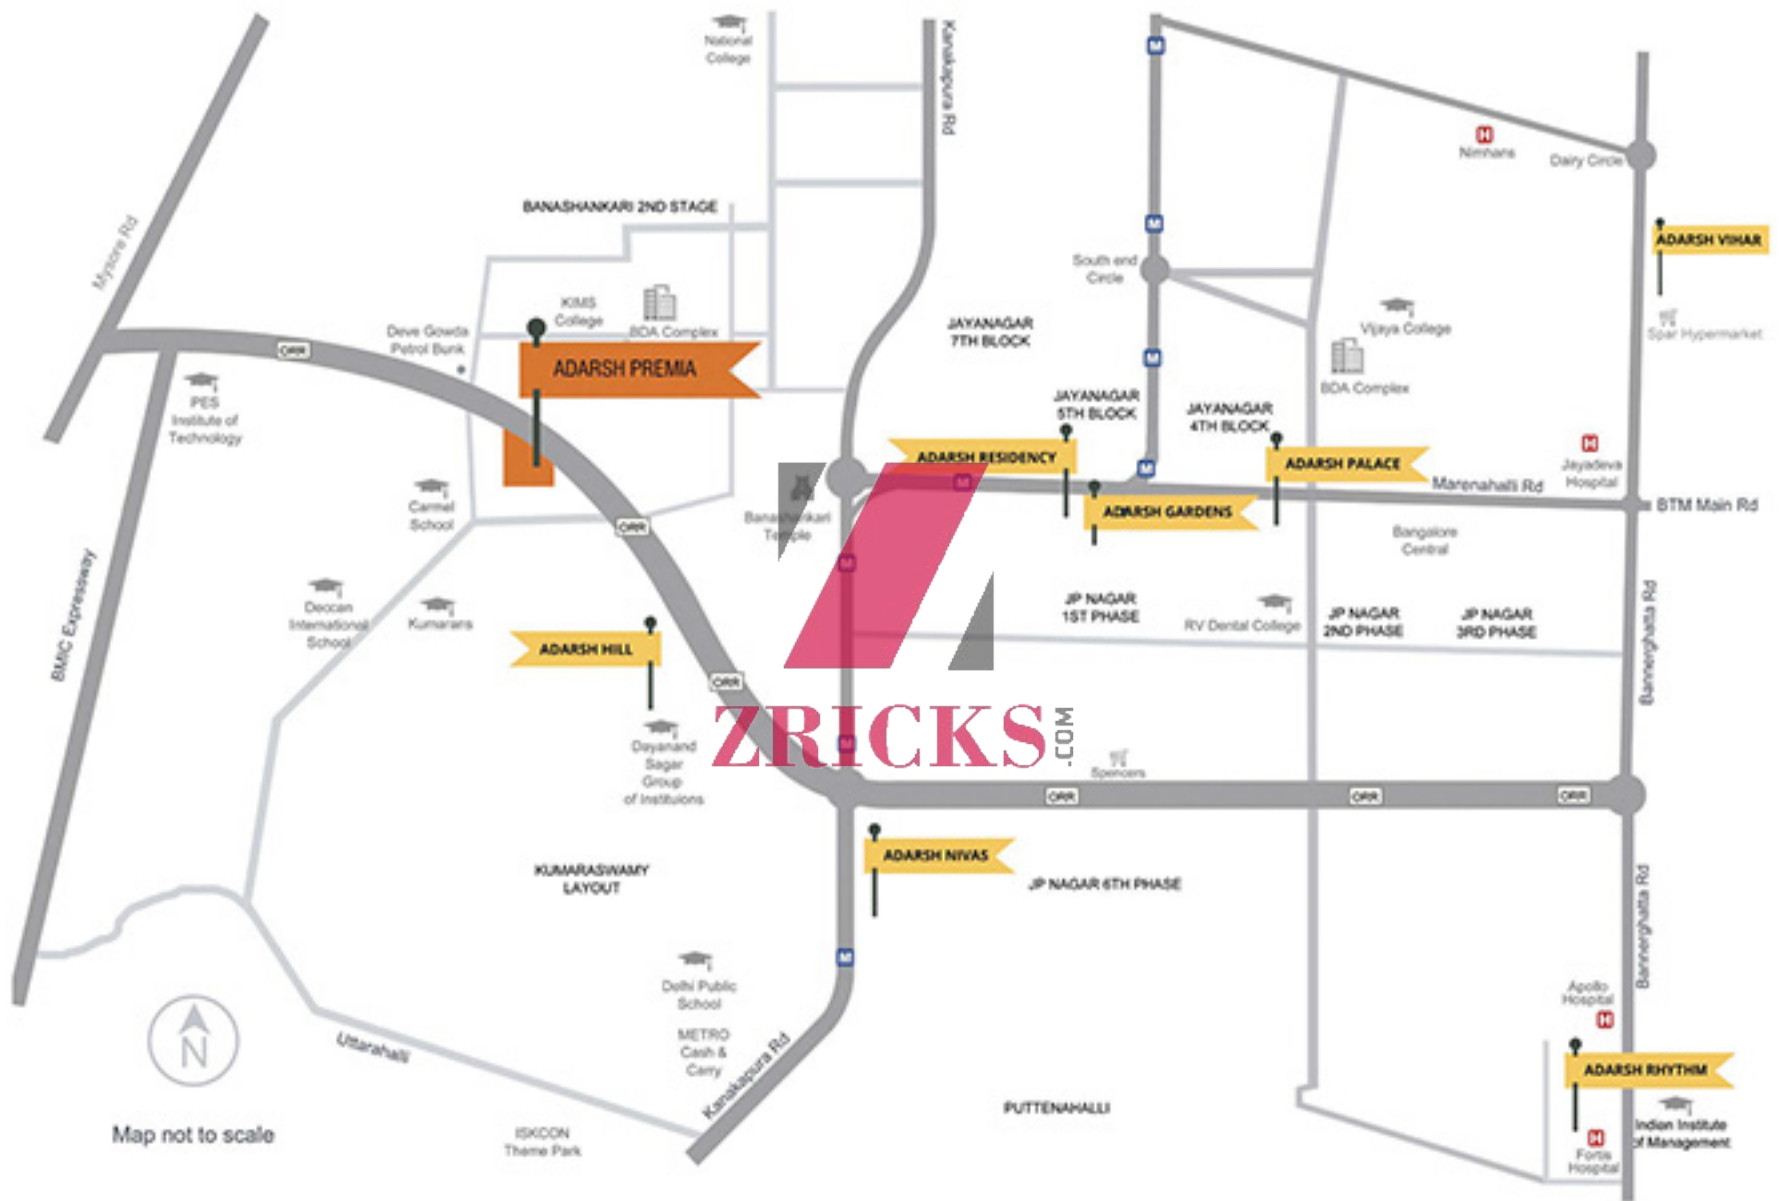 National
College
Kanakapura Rd
M
Nimhans
H
Dairy Circle
BANASHANKARI 2ND STAGE
Mysore Rd
M
ADARSH VIHAR
South end
Circle
KIMS
College
BDA Complex
Deve Gowda
Petrol Bunk
ORR
JAYANAGAR
7TH BLOCK
Vijaya College
Spar Hypermarket
M
BDA Complex
ADARSH PREMIA
PES
Institute of
Technology
JAYANAGAR
5TH BLOCK
JAYANAGAR
4TH BLOCK
H
Jayadeva
Hospital
ADARSH RESIDENCY
M
M
ADARSH PALACE
Marenahalli Rd
BTM Main Rd
Carmel
School
ORR
Banashankari
Temple
ADARSH GARDENS
Bangalore
Central
M
BMIC Expressway
Deccan
International
School
Kumarans
JP NAGAR
1ST PHASE
RV Dental College
JP NAGAR
2ND PHASE
JP NAGAR
3RD PHASE
Bannerghatta Rd
ADARSH HILL
ORR
ZRICKS
.COM
M
Dayanand
Sagar
Group
of Instituions
Spencers
ORR
ORR
ORR
ADARSH NIVAS
KUMARASWAMY
LAYOUT
JP NAGAR 6TH PHASE
Bannerghatta Rd
M
Delhi Public
School
METRO
Cash &
Carry
Apollo
Hospital
H
N
Uttarahalli
Kanakapura Rd
ADARSH RHYTHM
PUTTENAHALLI
Map not to scale
ISKCON
Theme Park
Indian Institute
of Management
H
Fortis
Hospital